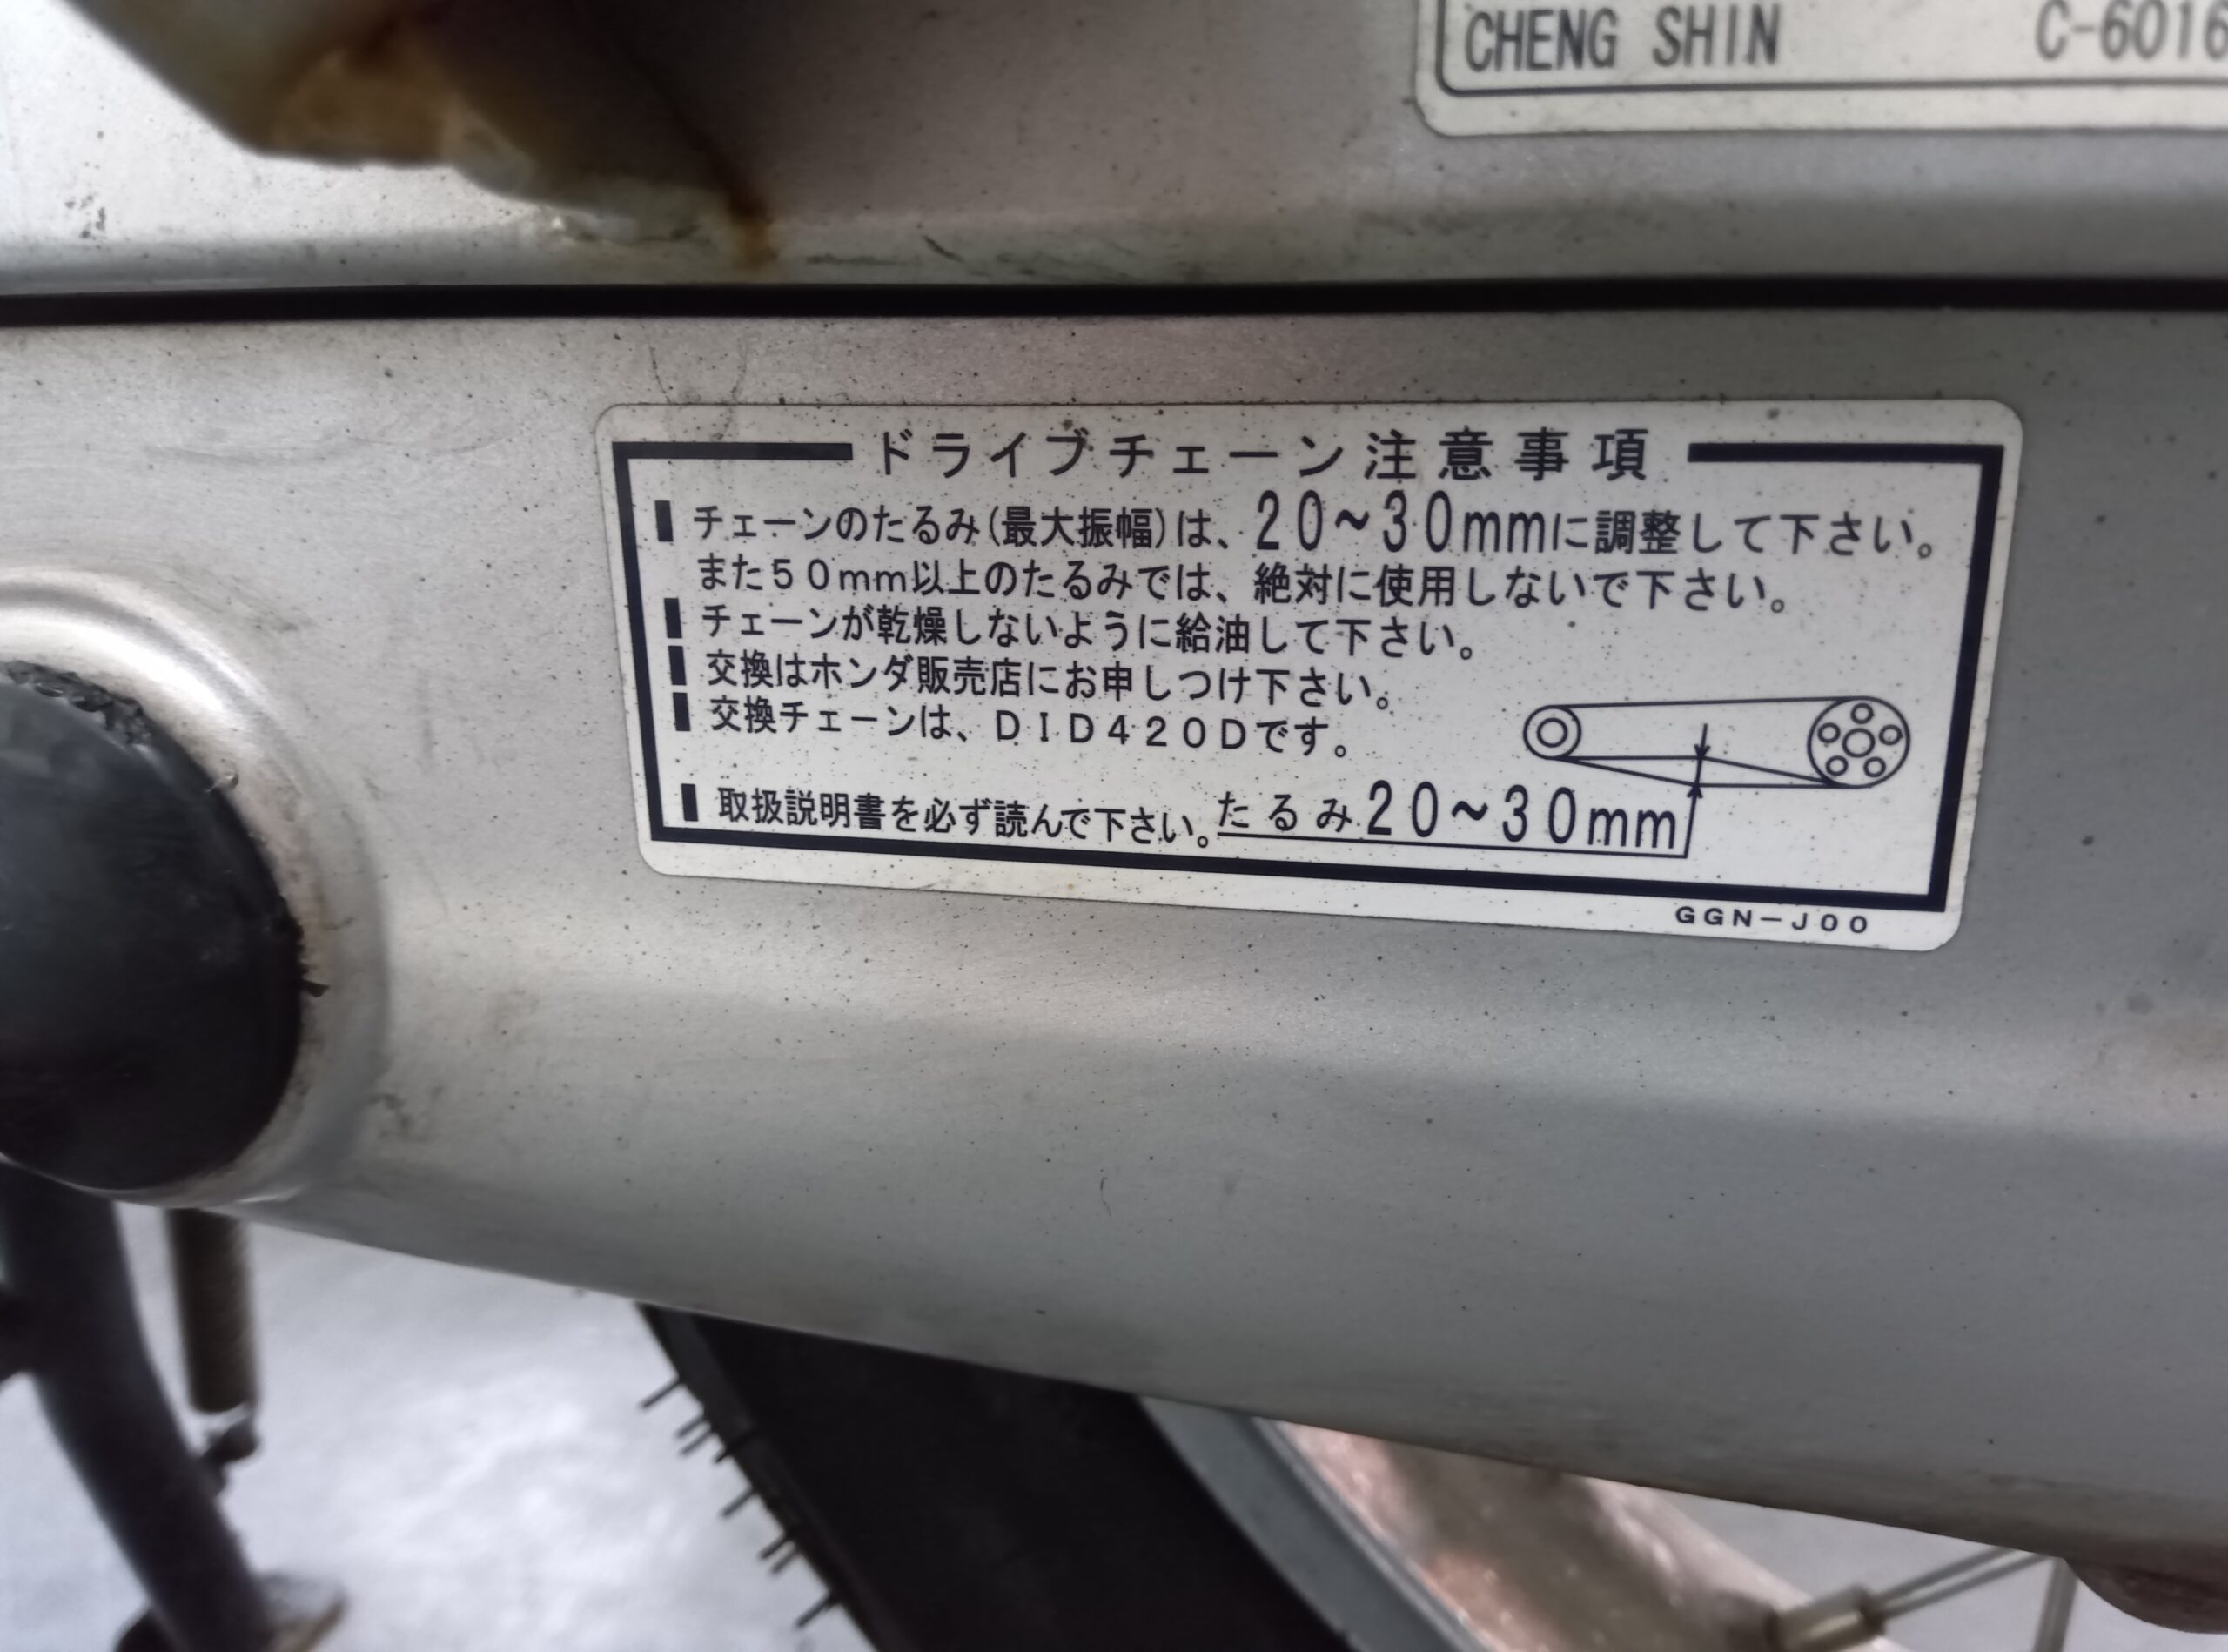 CHENG SHIN C-6016
ドライブチェーン注意事項
チェーンのたるみ(最大振幅)は、20~30mmに調整して下さい。
また50mm以上のたるみでは、絶対に使用しないで下さい。
チェーンが乾燥しないように給油して下さい。
交換はホンダ販売店にお申しつけ下さい。
交換チェーンは、DID420Dです。
取扱説明書を必ず読んで下さい。たるみ20~30mm
GGN-J00